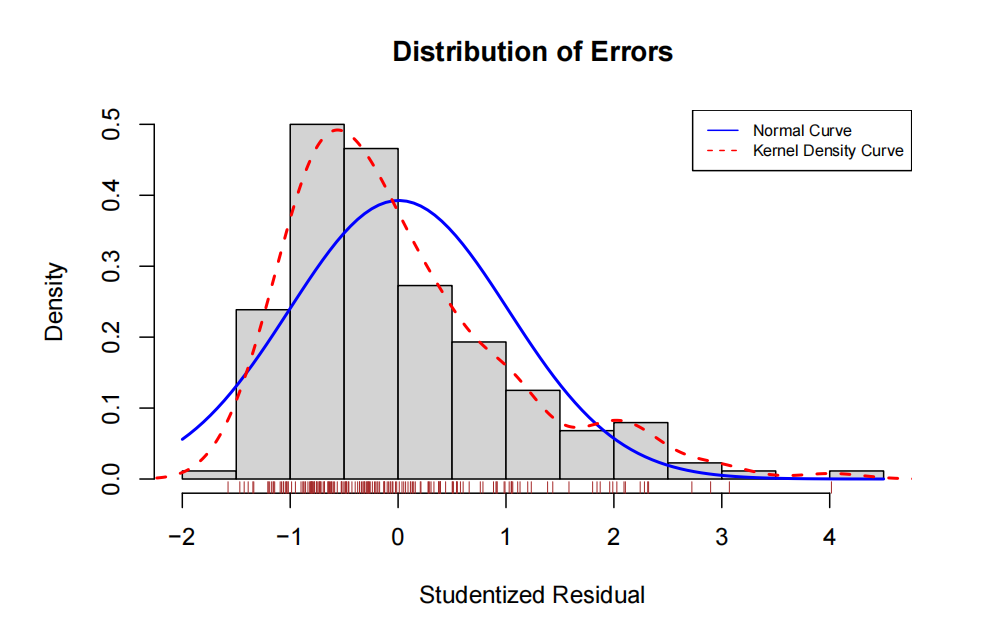 Distribution of Errors
Normal Curve
Kernel Density Curve
Density
0.0 0.1 0.2 0.3 0.4 0.5
−2 −1 0 1 2 3 4
Studentized Residual